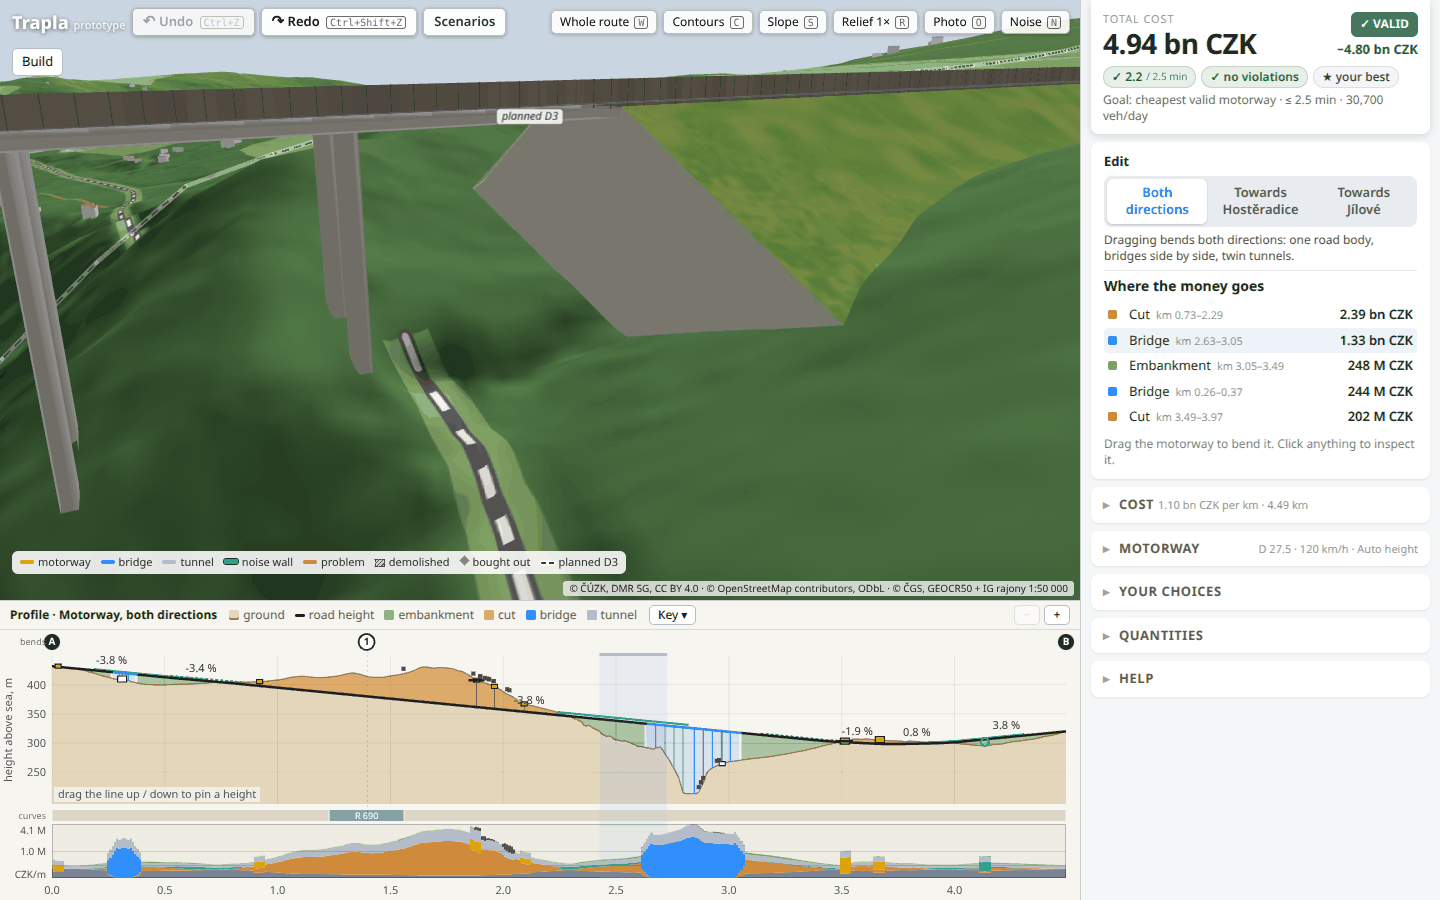 Trapla prototype
↶ Undo Ctrl+Z
↷ Redo Ctrl+Shift+Z
Scenarios
Whole route W
Contours C
Slope S
Relief 1× R
Photo O
Noise N
Build
planned D3
motorway bridge tunnel noise wall problem demolished bought out planned D3
© ČÚZK, DMR 5G, CC BY 4.0 · © OpenStreetMap contributors, ODbL · © ČGS, GEOCR50 + IG rajony 1:50 000
TOTAL COST
✓ VALID
4.94 bn CZK
−4.80 bn CZK
✓ 2.2 / 2.5 min
✓ no violations
★ your best
Goal: cheapest valid motorway · ≤ 2.5 min · 30,700
veh/day
Edit
Both
directions
Towards
Hostěradice
Towards
Jílové
Dragging bends both directions: one road body,
bridges side by side, twin tunnels.
Where the money goes
Cut km 0.73–2.29 2.39 bn CZK
Bridge km 2.63–3.05 1.33 bn CZK
Embankment km 3.05–3.49 248 M CZK
Bridge km 0.26–0.37 244 M CZK
Cut km 3.49–3.97 202 M CZK
Drag the motorway to bend it. Click anything to inspect
it.
▶ COST 1.10 bn CZK per km · 4.49 km
▶ MOTORWAY D 27.5 · 120 km/h · Auto height
▶ YOUR CHOICES
▶ QUANTITIES
▶ HELP
Profile · Motorway, both directions ground road height embankment cut bridge tunnel Key ▾ − +
bends A 1 B
-3.8 %
-3.4 %
-3.8 %
-1.9 %
0.8 %
3.8 %
height above sea, m
400
350
300
250
drag the line up / down to pin a height
curves R 690
4.1 M
1.0 M
CZK/m
0.0 0.5 1.0 1.5 2.0 2.5 3.0 3.5 4.0